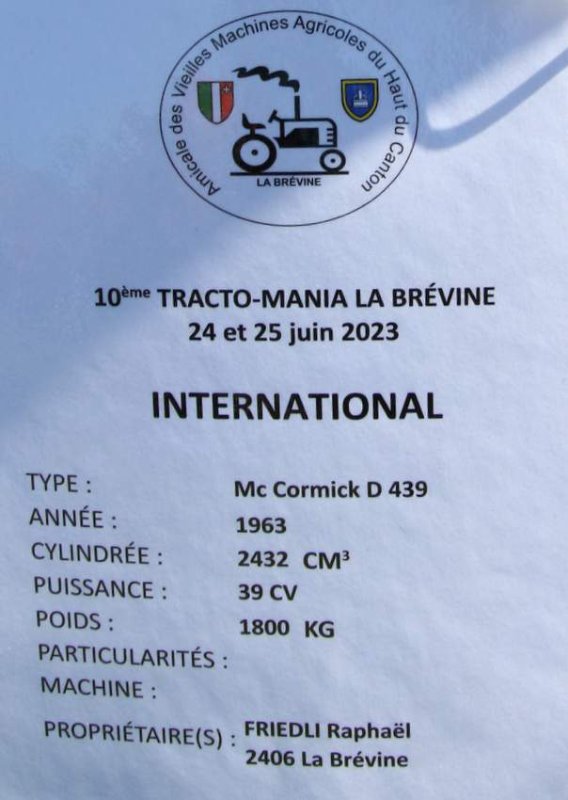 Amicale des Vieilles Machines Agricoles du Haut du Canton
LA BRÉVINE
10ème TRACTO-MANIA LA BRÉVINE
24 et 25 juin 2023
INTERNATIONAL
TYPE : Mc Cormick D 439
ANNÉE : 1963
CYLINDRÉE : 2432 CM³
PUISSANCE : 39 CV
POIDS : 1800 KG
PARTICULARITÉS :
MACHINE :
PROPRIÉTAIRE(S) : FRIEDLI Raphaël
2406 La Brévine